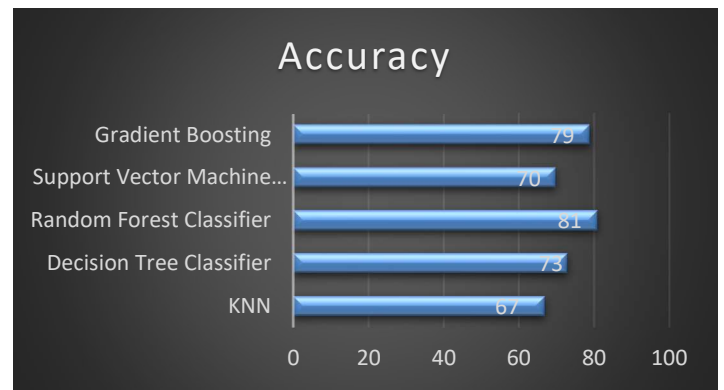 Accuracy
Gradient Boosting 79
Support Vector Machine... 70
Random Forest Classifier 81
Decision Tree Classifier 73
KNN 67
0 20 40 60 80 100